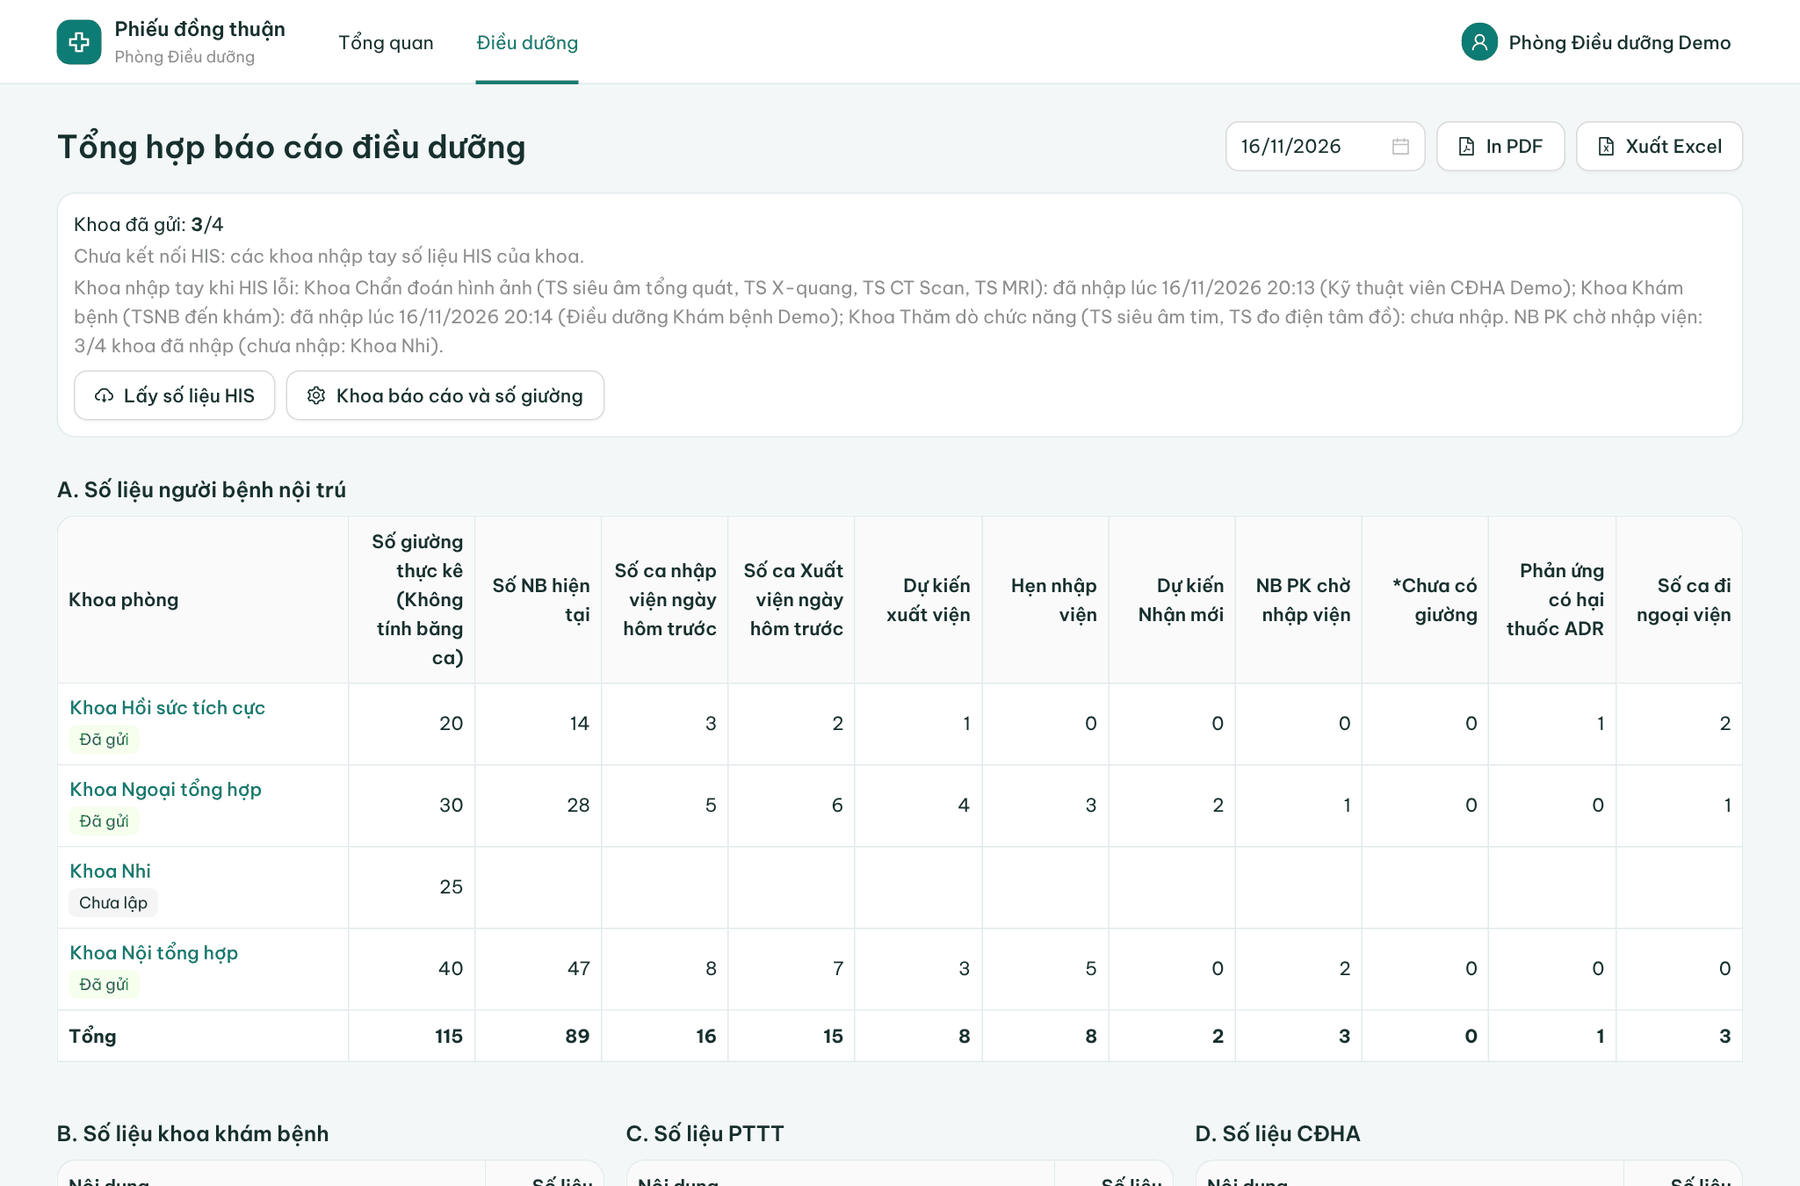 Phiếu đồng thuận
Phòng Điều dưỡng
Tổng quan
Điều dưỡng
Phòng Điều dưỡng Demo
Tổng hợp báo cáo điều dưỡng
16/11/2026
In PDF
Xuất Excel
Khoa đã gửi: 3/4
Chưa kết nối HIS: các khoa nhập tay số liệu HIS của khoa.
Khoa nhập tay khi HIS lỗi: Khoa Chẩn đoán hình ảnh (TS siêu âm tổng quát, TS X-quang, TS CT Scan, TS MRI): đã nhập lúc 16/11/2026 20:13 (Kỹ thuật viên CĐHA Demo); Khoa Khám
bệnh (TSNB đến khám): đã nhập lúc 16/11/2026 20:14 (Điều dưỡng Khám bệnh Demo); Khoa Thăm dò chức năng (TS siêu âm tim, TS đo điện tâm đồ): chưa nhập. NB PK chờ nhập viện:
3/4 khoa đã nhập (chưa nhập: Khoa Nhi).
Lấy số liệu HIS
Khoa báo cáo và số giường
A. Số liệu người bệnh nội trú
Khoa phòng
Số giường
thực kê
(Không
tính băng
ca)
Số NB hiện
tại
Số ca nhập
viện ngày
hôm trước
Số ca Xuất
viện ngày
hôm trước
Dự kiến
xuất viện
Hẹn nhập
viện
Dự kiến
Nhận mới
NB PK chờ
nhập viện
*Chưa có
giường
Phản ứng
có hại
thuốc ADR
Số ca đi
ngoại viện
Khoa Hồi sức tích cực
Đã gửi
20 14 3 2 1 0 0 0 0 1 2
Khoa Ngoại tổng hợp
Đã gửi
30 28 5 6 4 3 2 1 0 0 1
Khoa Nhi
Chưa lập
25
Khoa Nội tổng hợp
Đã gửi
40 47 8 7 3 5 0 2 0 0 0
Tổng 115 89 16 15 8 8 2 3 0 1 3
B. Số liệu khoa khám bệnh
C. Số liệu PTTT
D. Số liệu CĐHA
Nội dung Số liệu
Nội dung Số liệu
Nội dung Số liệu